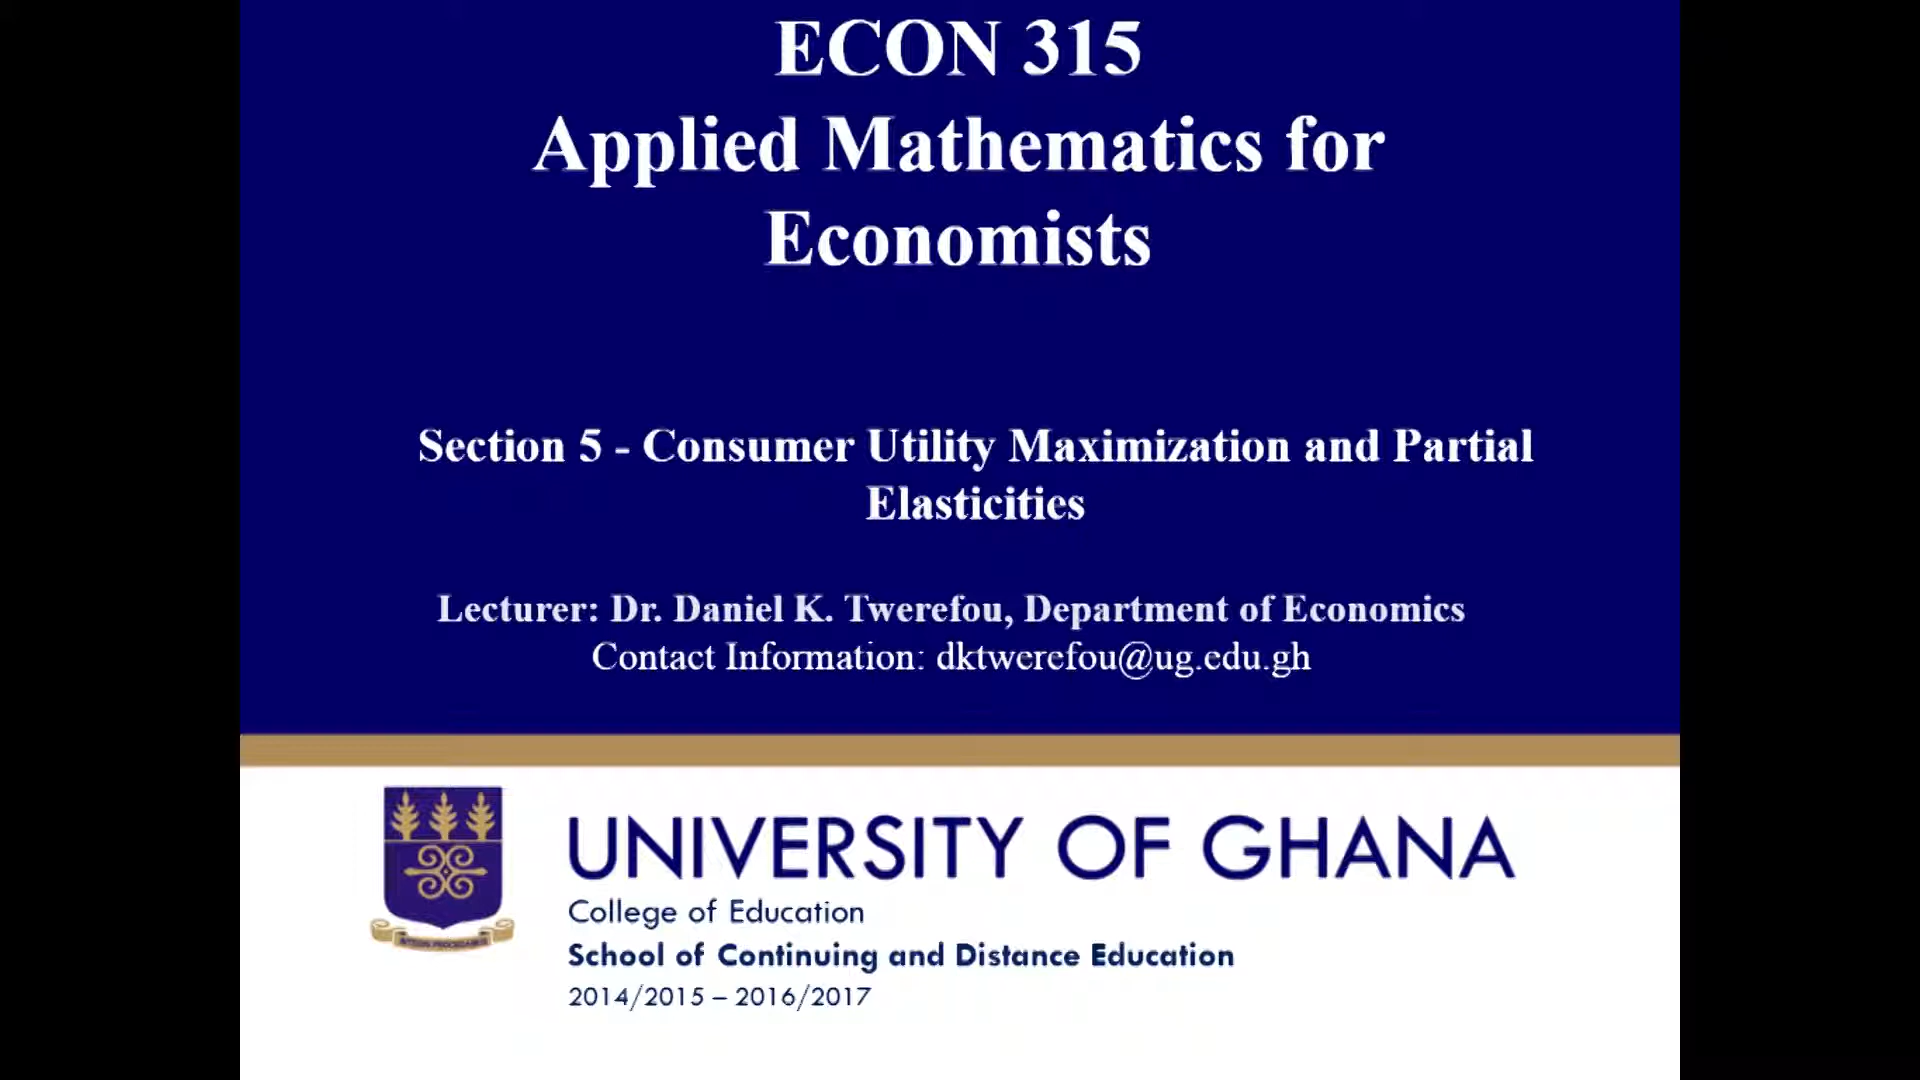 ECON 315
Applied Mathematics for
Economists
Section 5 - Consumer Utility Maximization and Partial
Elasticities
Lecturer: Dr. Daniel K. Twerefou, Department of Economics
Contact Information: dktwerefou@ug.edu.gh
UNIVERSITY OF GHANA
College of Education
School of Continuing and Distance Education
2014/2015 – 2016/2017